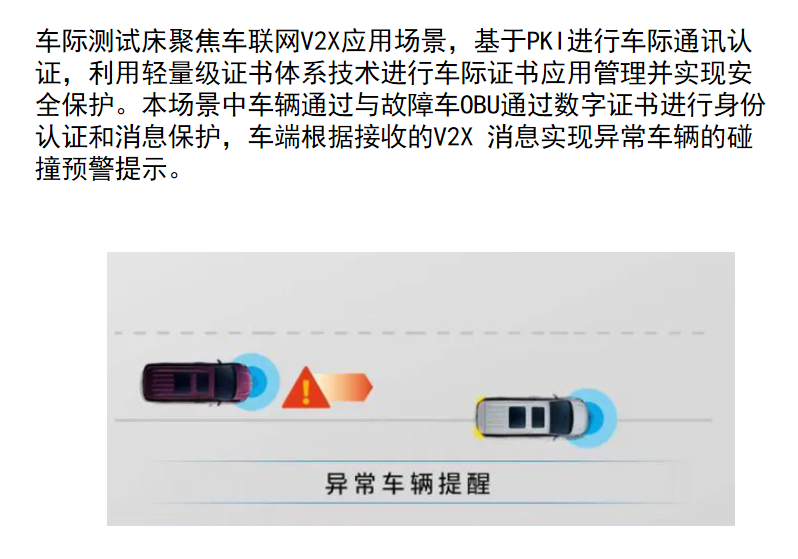 车际测试床聚焦车联网V2X应用场景，基于PKI进行车际通讯认
证，利用轻量级证书体系技术进行车际证书应用管理并实现安
全保护。本场景中车辆通过与故障车OBU通过数字证书进行身份
认证和消息保护，车端根据接收的V2X 消息实现异常车辆的碰
撞预警提示。
异常车辆提醒